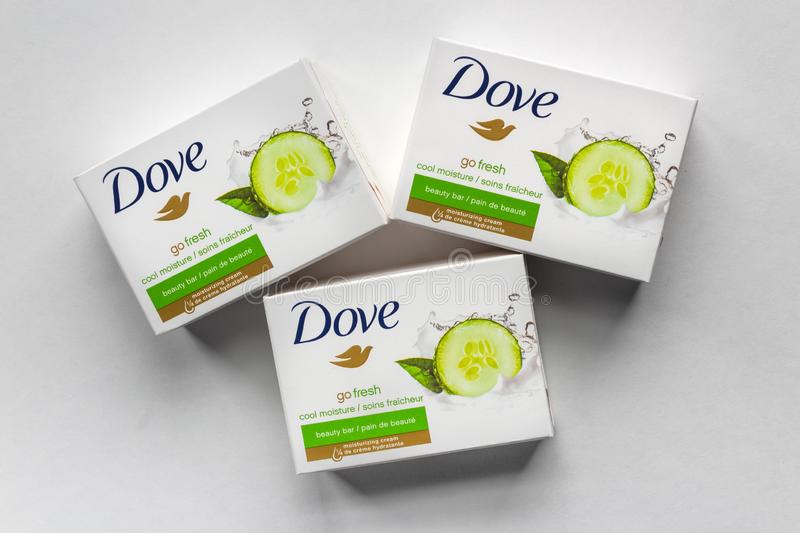 Dove
go fresh
cool moisture / soins fraîcheur
beauty bar / pain de beauté
¼ moisturizing cream
de crème hydratante
Dove
go fresh
cool moisture / soins fraîcheur
beauty bar / pain de beauté
¼ moisturizing cream
de crème hydratante
Dove
go fresh
cool moisture / soins fraîcheur
beauty bar / pain de beauté
¼ moisturizing cream
de crème hydratante
dreamstime